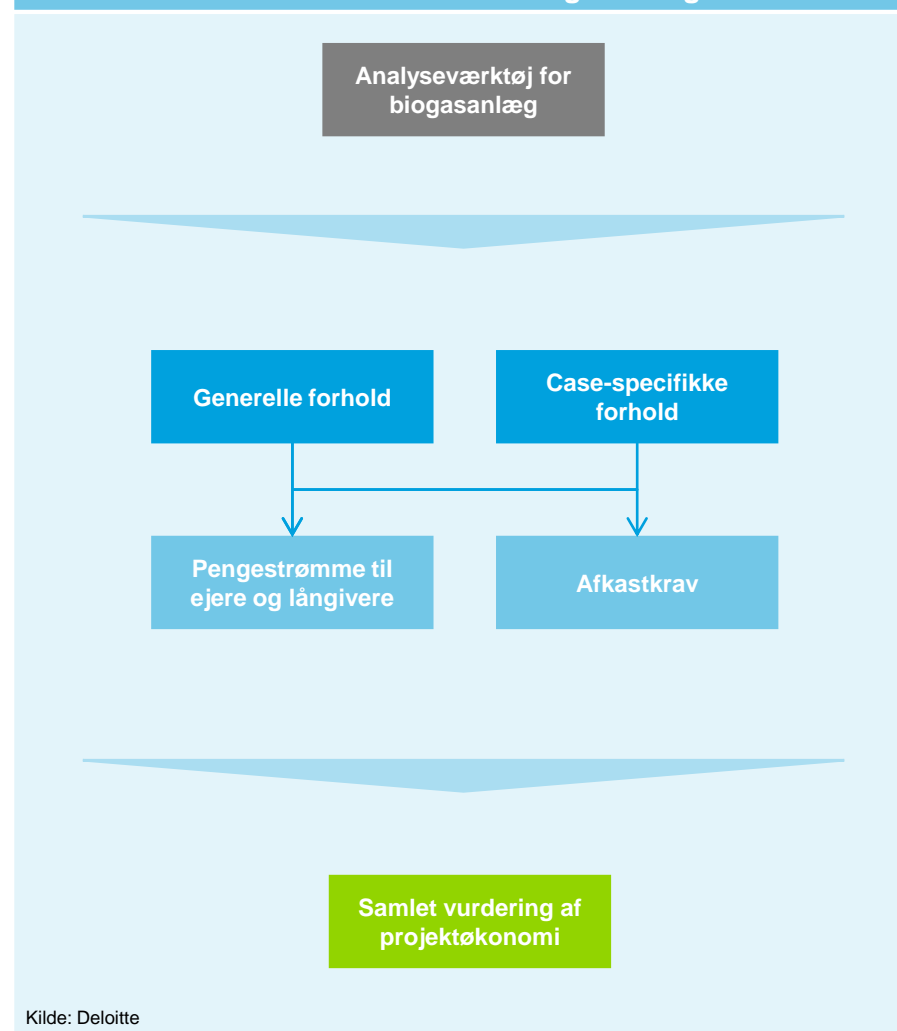 Analyseværktøj for
biogasanlæg
Generelle forhold
Case-specifikke
forhold
Pengestrømme til
ejere og långivere
Afkastkrav
Samlet vurdering af
projektøkonomi
Kilde: Deloitte